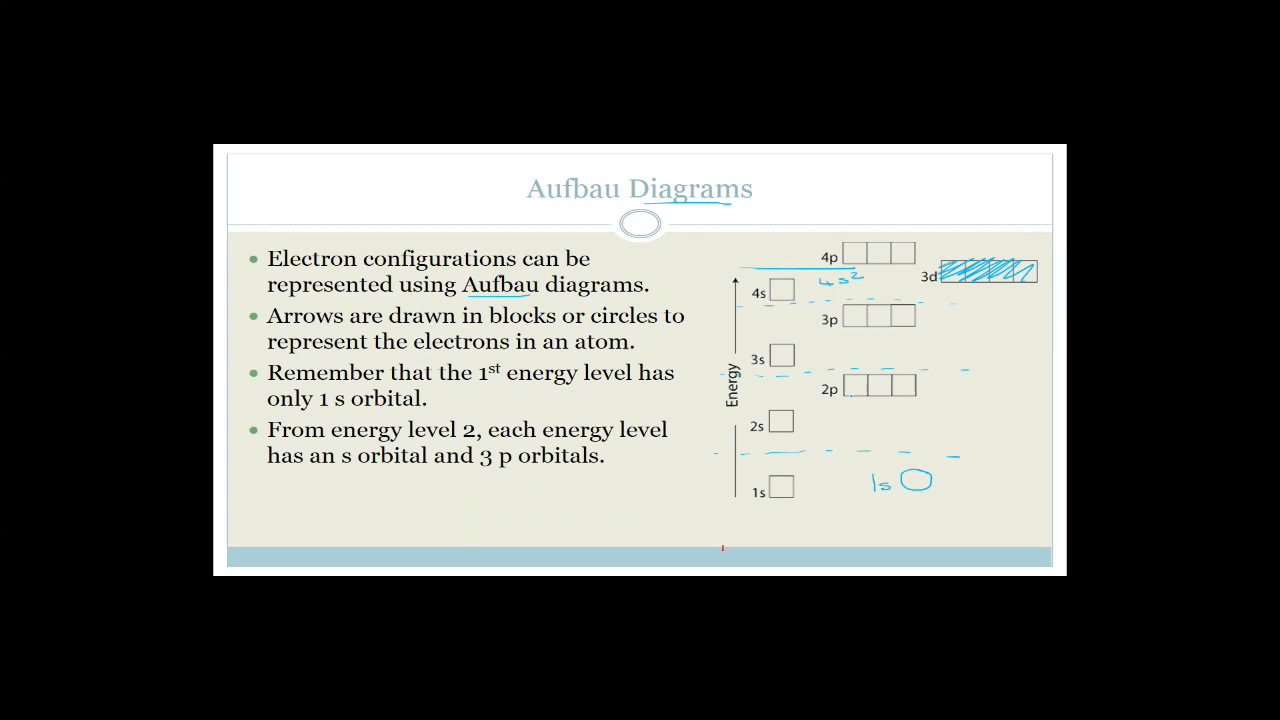 Aufbau Diagrams
Electron configurations can be
represented using Aufbau diagrams.
Arrows are drawn in blocks or circles to
represent the electrons in an atom.
Remember that the 1st energy level has
only 1 s orbital.
From energy level 2, each energy level
has an s orbital and 3 p orbitals.
4p
3d
4s²
4s
3p
3s
Energy
2p
2s
1s
1s